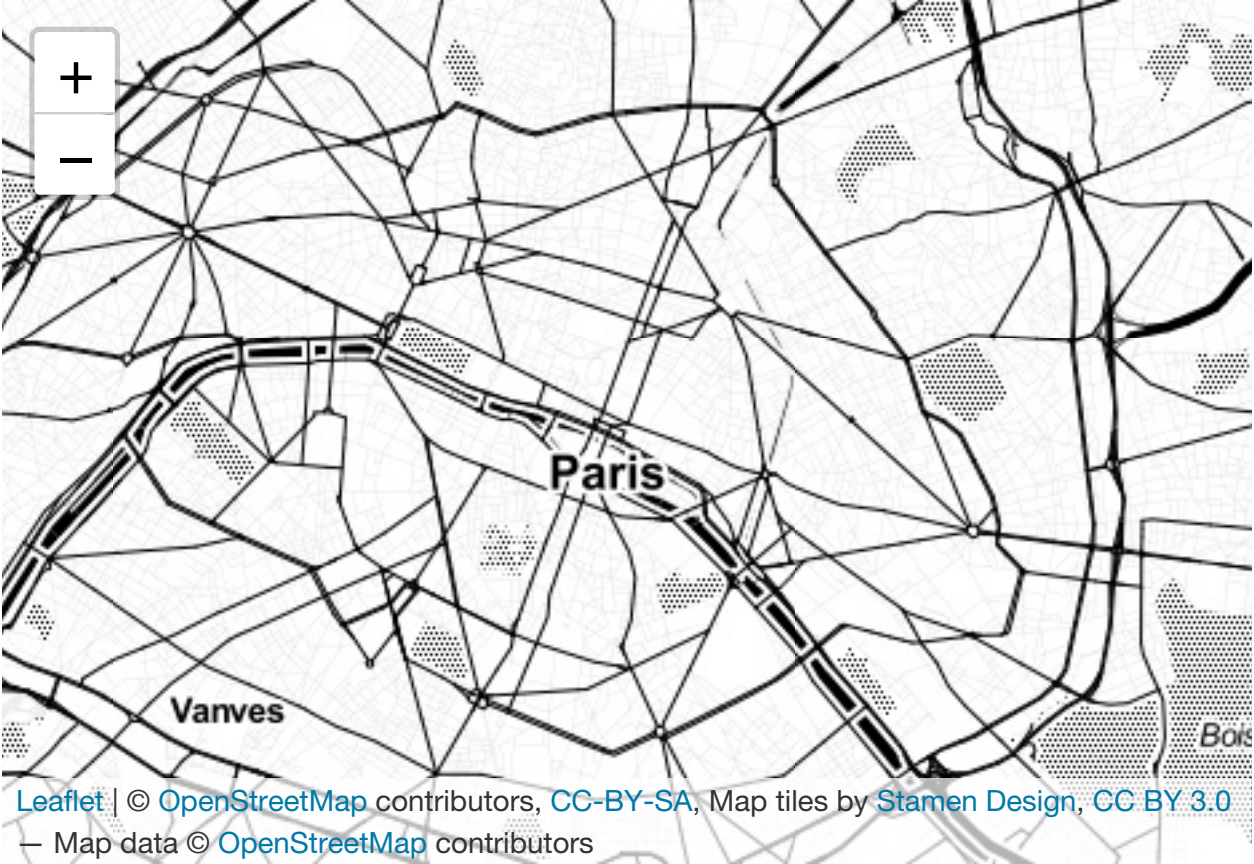 +
−
Paris
Vanves
Bois
Leaflet | © OpenStreetMap contributors, CC-BY-SA, Map tiles by Stamen Design, CC BY 3.0
— Map data © OpenStreetMap contributors